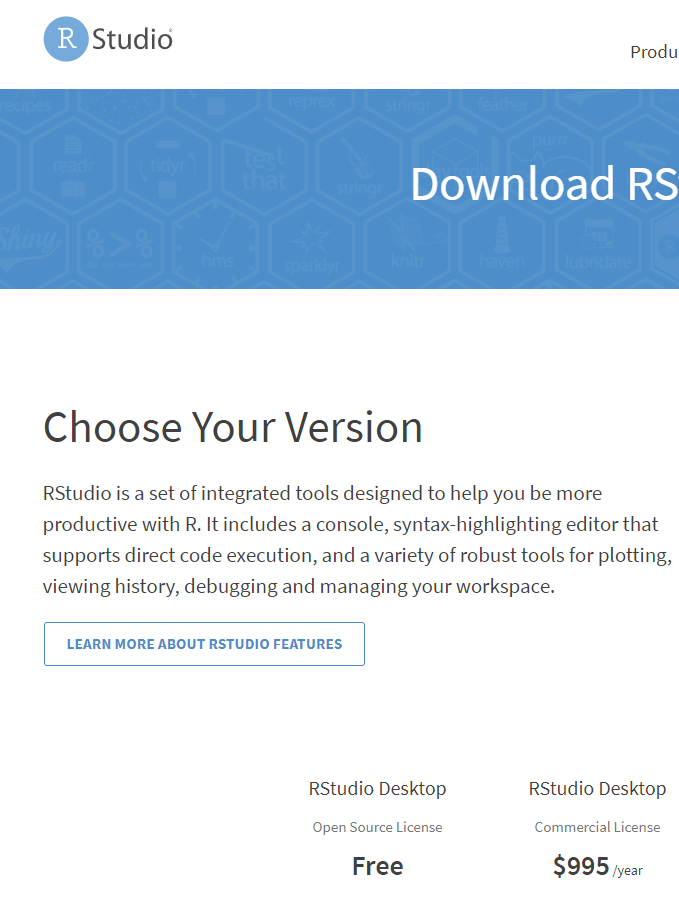 R Studio®
Produ
recipes
reprex
stringr
feather
readr
tidyr
test
that
stringr
purrr
Download RS
Shiny
%>%
hms
sparklyr
knitr
haven
lubridate
Choose Your Version
RStudio is a set of integrated tools designed to help you be more
productive with R. It includes a console, syntax-highlighting editor that
supports direct code execution, and a variety of robust tools for plotting,
viewing history, debugging and managing your workspace.
LEARN MORE ABOUT RSTUDIO FEATURES
RStudio Desktop
RStudio Desktop
Open Source License
Commercial License
Free
$995 /year